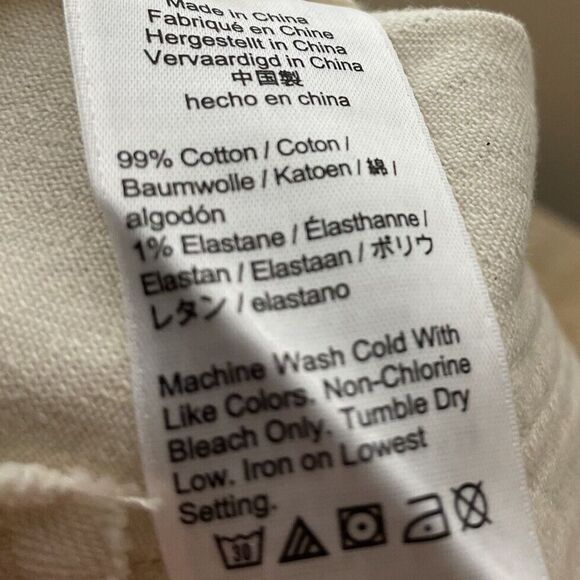 Made in China
Fabriqué en Chine
Hergestellt in China
Vervaardigd in China
中国製
hecho en china
99% Cotton / Coton /
Baumwolle / Katoen / 綿 /
algodón
1% Elastane / Élasthanne /
Elastan / Elastaan / ポリウ
レタン / elastano
Machine Wash Cold With
Like Colors. Non-Chlorine
Bleach Only. Tumble Dry
Low. Iron on Lowest
Setting.
30